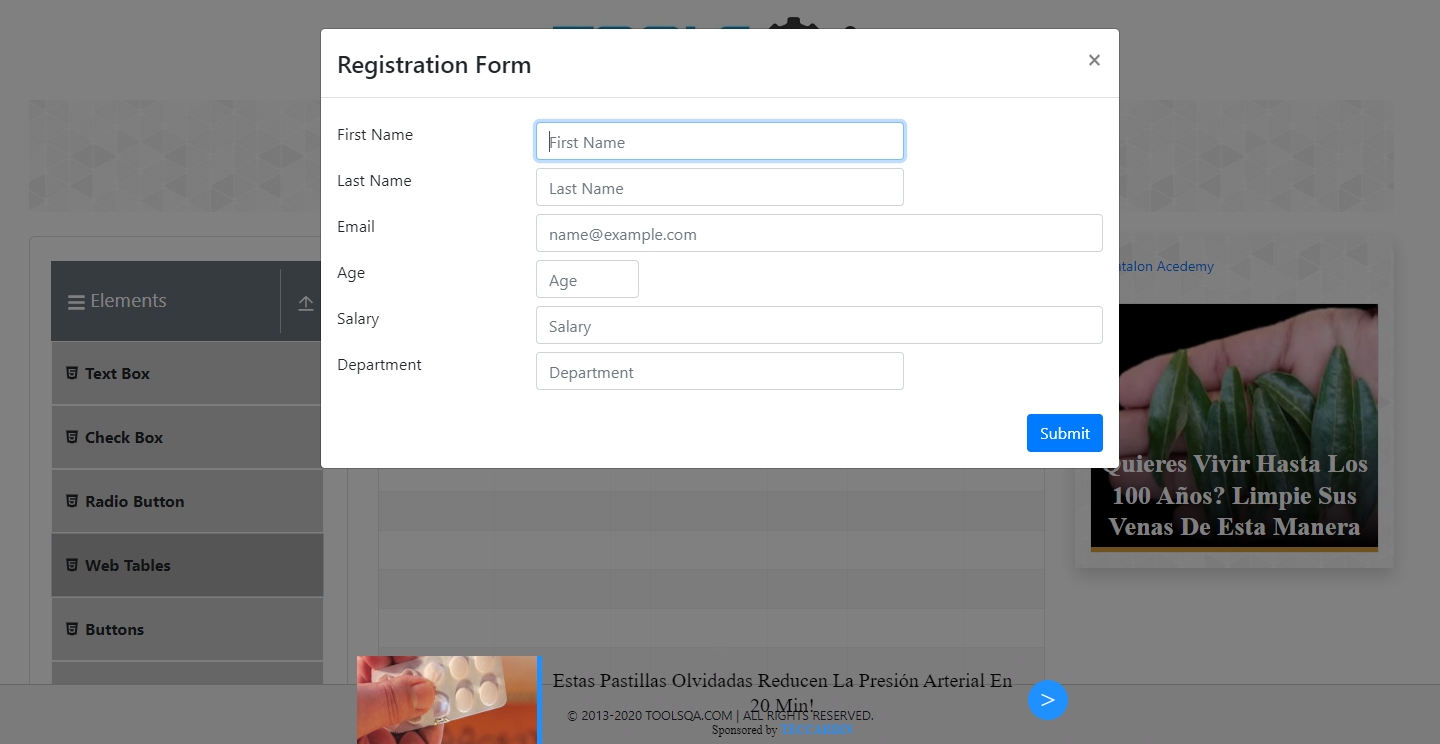 Registration Form
×
First Name
First Name
Last Name
Last Name
Email
name@example.com
Age
Age
Salary
Salary
Department
Department
Submit
Elements
Text Box
Check Box
Radio Button
Web Tables
Buttons
Acedemy
Quieres Vivir Hasta Los
100 Años? Limpie Sus
Venas De Esta Manera
Estas Pastillas Olvidadas Reducen La Presión Arterial En
20 Min!
>
© 2013-2020 TOOLSQA.COM | ALL RIGHTS RESERVED.
Sponsored by